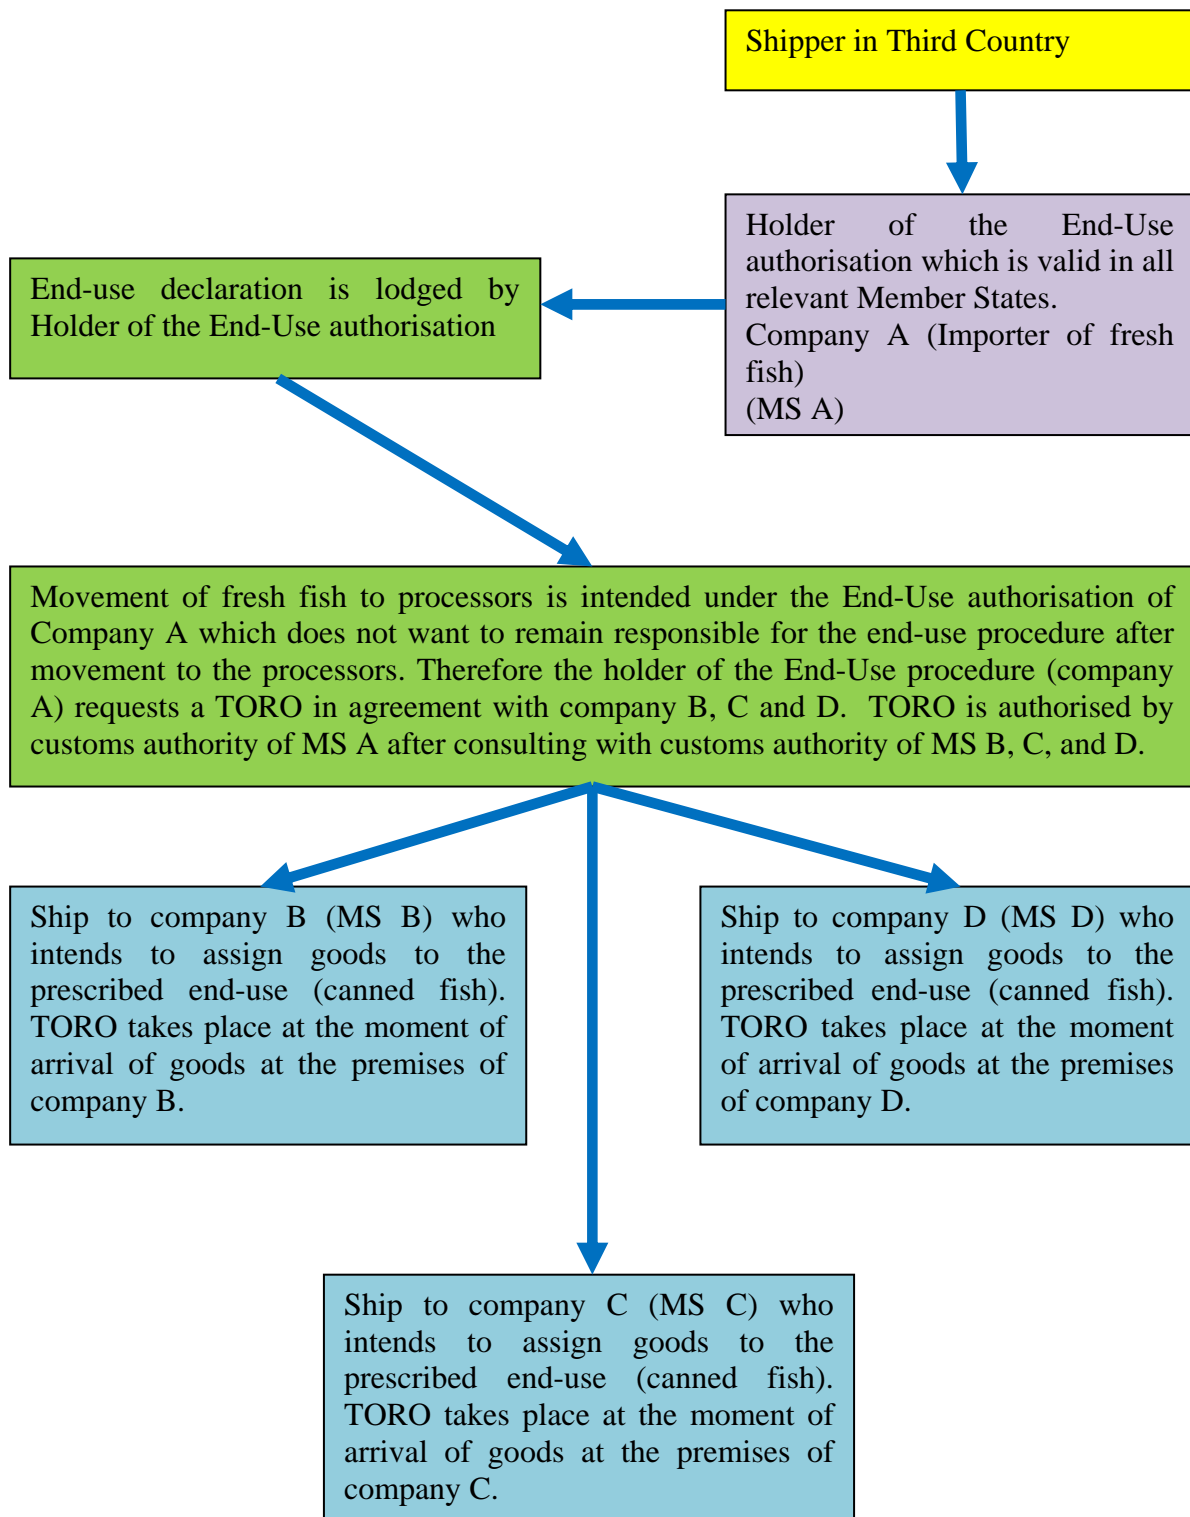 Shipper in Third Country
Holder of the End-Use
authorisation which is valid in all
relevant Member States.
Company A (Importer of fresh
fish)
(MS A)
End-use declaration is lodged by
Holder of the End-Use authorisation
Movement of fresh fish to processors is intended under the End-Use authorisation of
Company A which does not want to remain responsible for the end-use procedure after
movement to the processors. Therefore the holder of the End-Use procedure (company
A) requests a TORO in agreement with company B, C and D. TORO is authorised by
customs authority of MS A after consulting with customs authority of MS B, C, and D.
Ship to company B (MS B) who
intends to assign goods to the
prescribed end-use (canned fish).
TORO takes place at the moment of
arrival of goods at the premises of
company B.
Ship to company D (MS D) who
intends to assign goods to the
prescribed end-use (canned fish).
TORO takes place at the moment
of arrival of goods at the premises
of company D.
Ship to company C (MS C) who
intends to assign goods to the
prescribed end-use (canned fish).
TORO takes place at the moment of
arrival of goods at the premises of
company C.